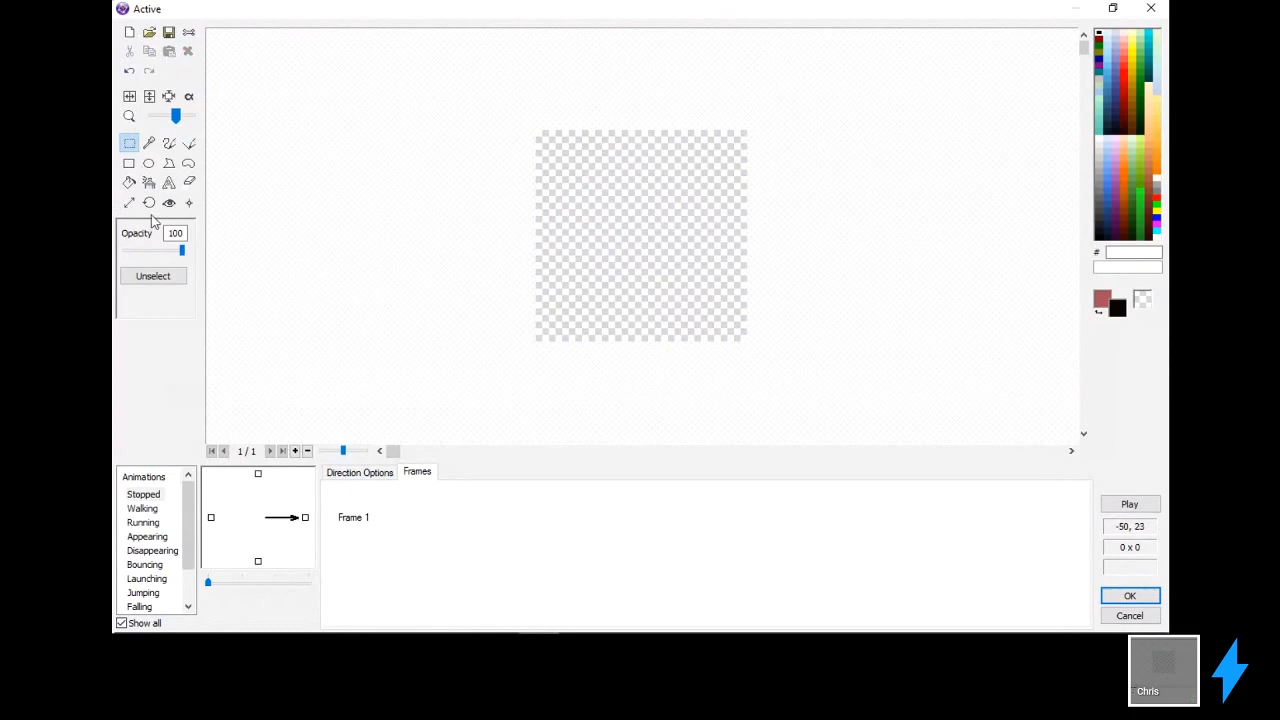 Active
Opacity 100
Unselect
#
1 / 1
Animations
Stopped
Walking
Running
Appearing
Disappearing
Bouncing
Launching
Jumping
Falling
Show all
Direction Options
Frames
Frame 1
Play
-50, 23
0 x 0
OK
Cancel
Chris